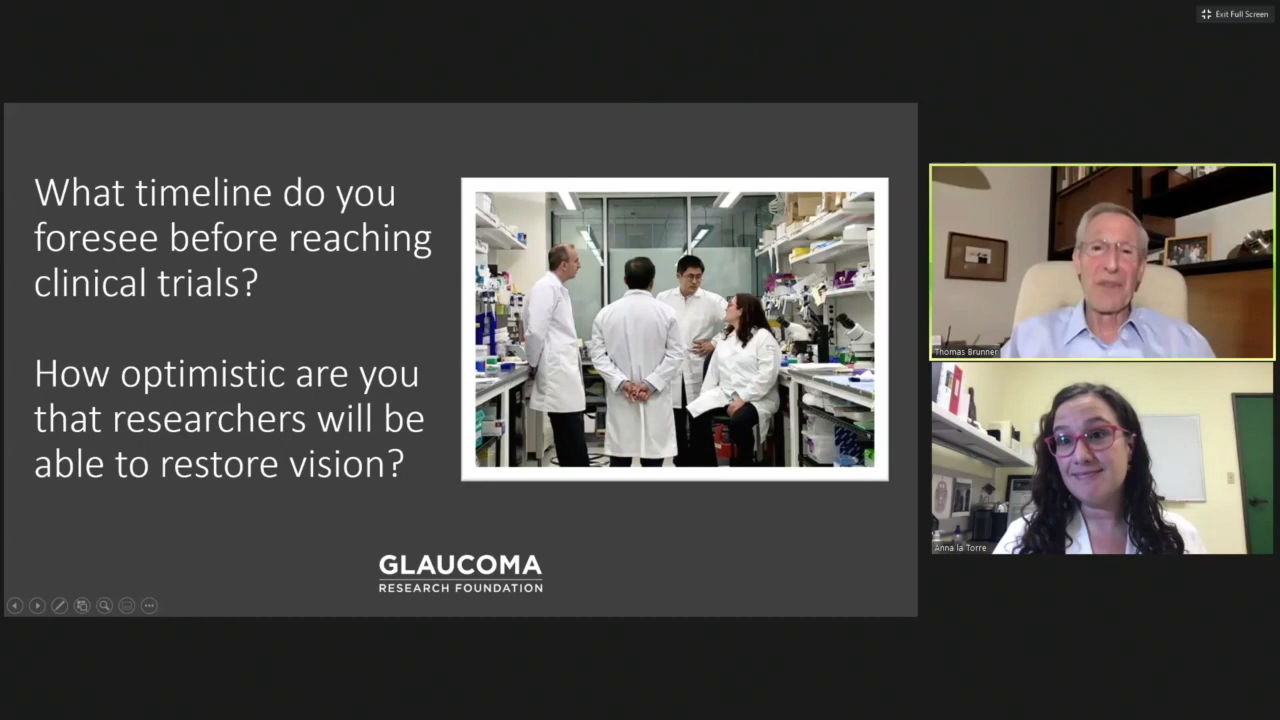 Exit Full Screen
What timeline do you
foresee before reaching
clinical trials?
How optimistic are you
that researchers will be
able to restore vision?
GLAUCOMA
RESEARCH FOUNDATION
Thomas Brunner
Anna la Torre